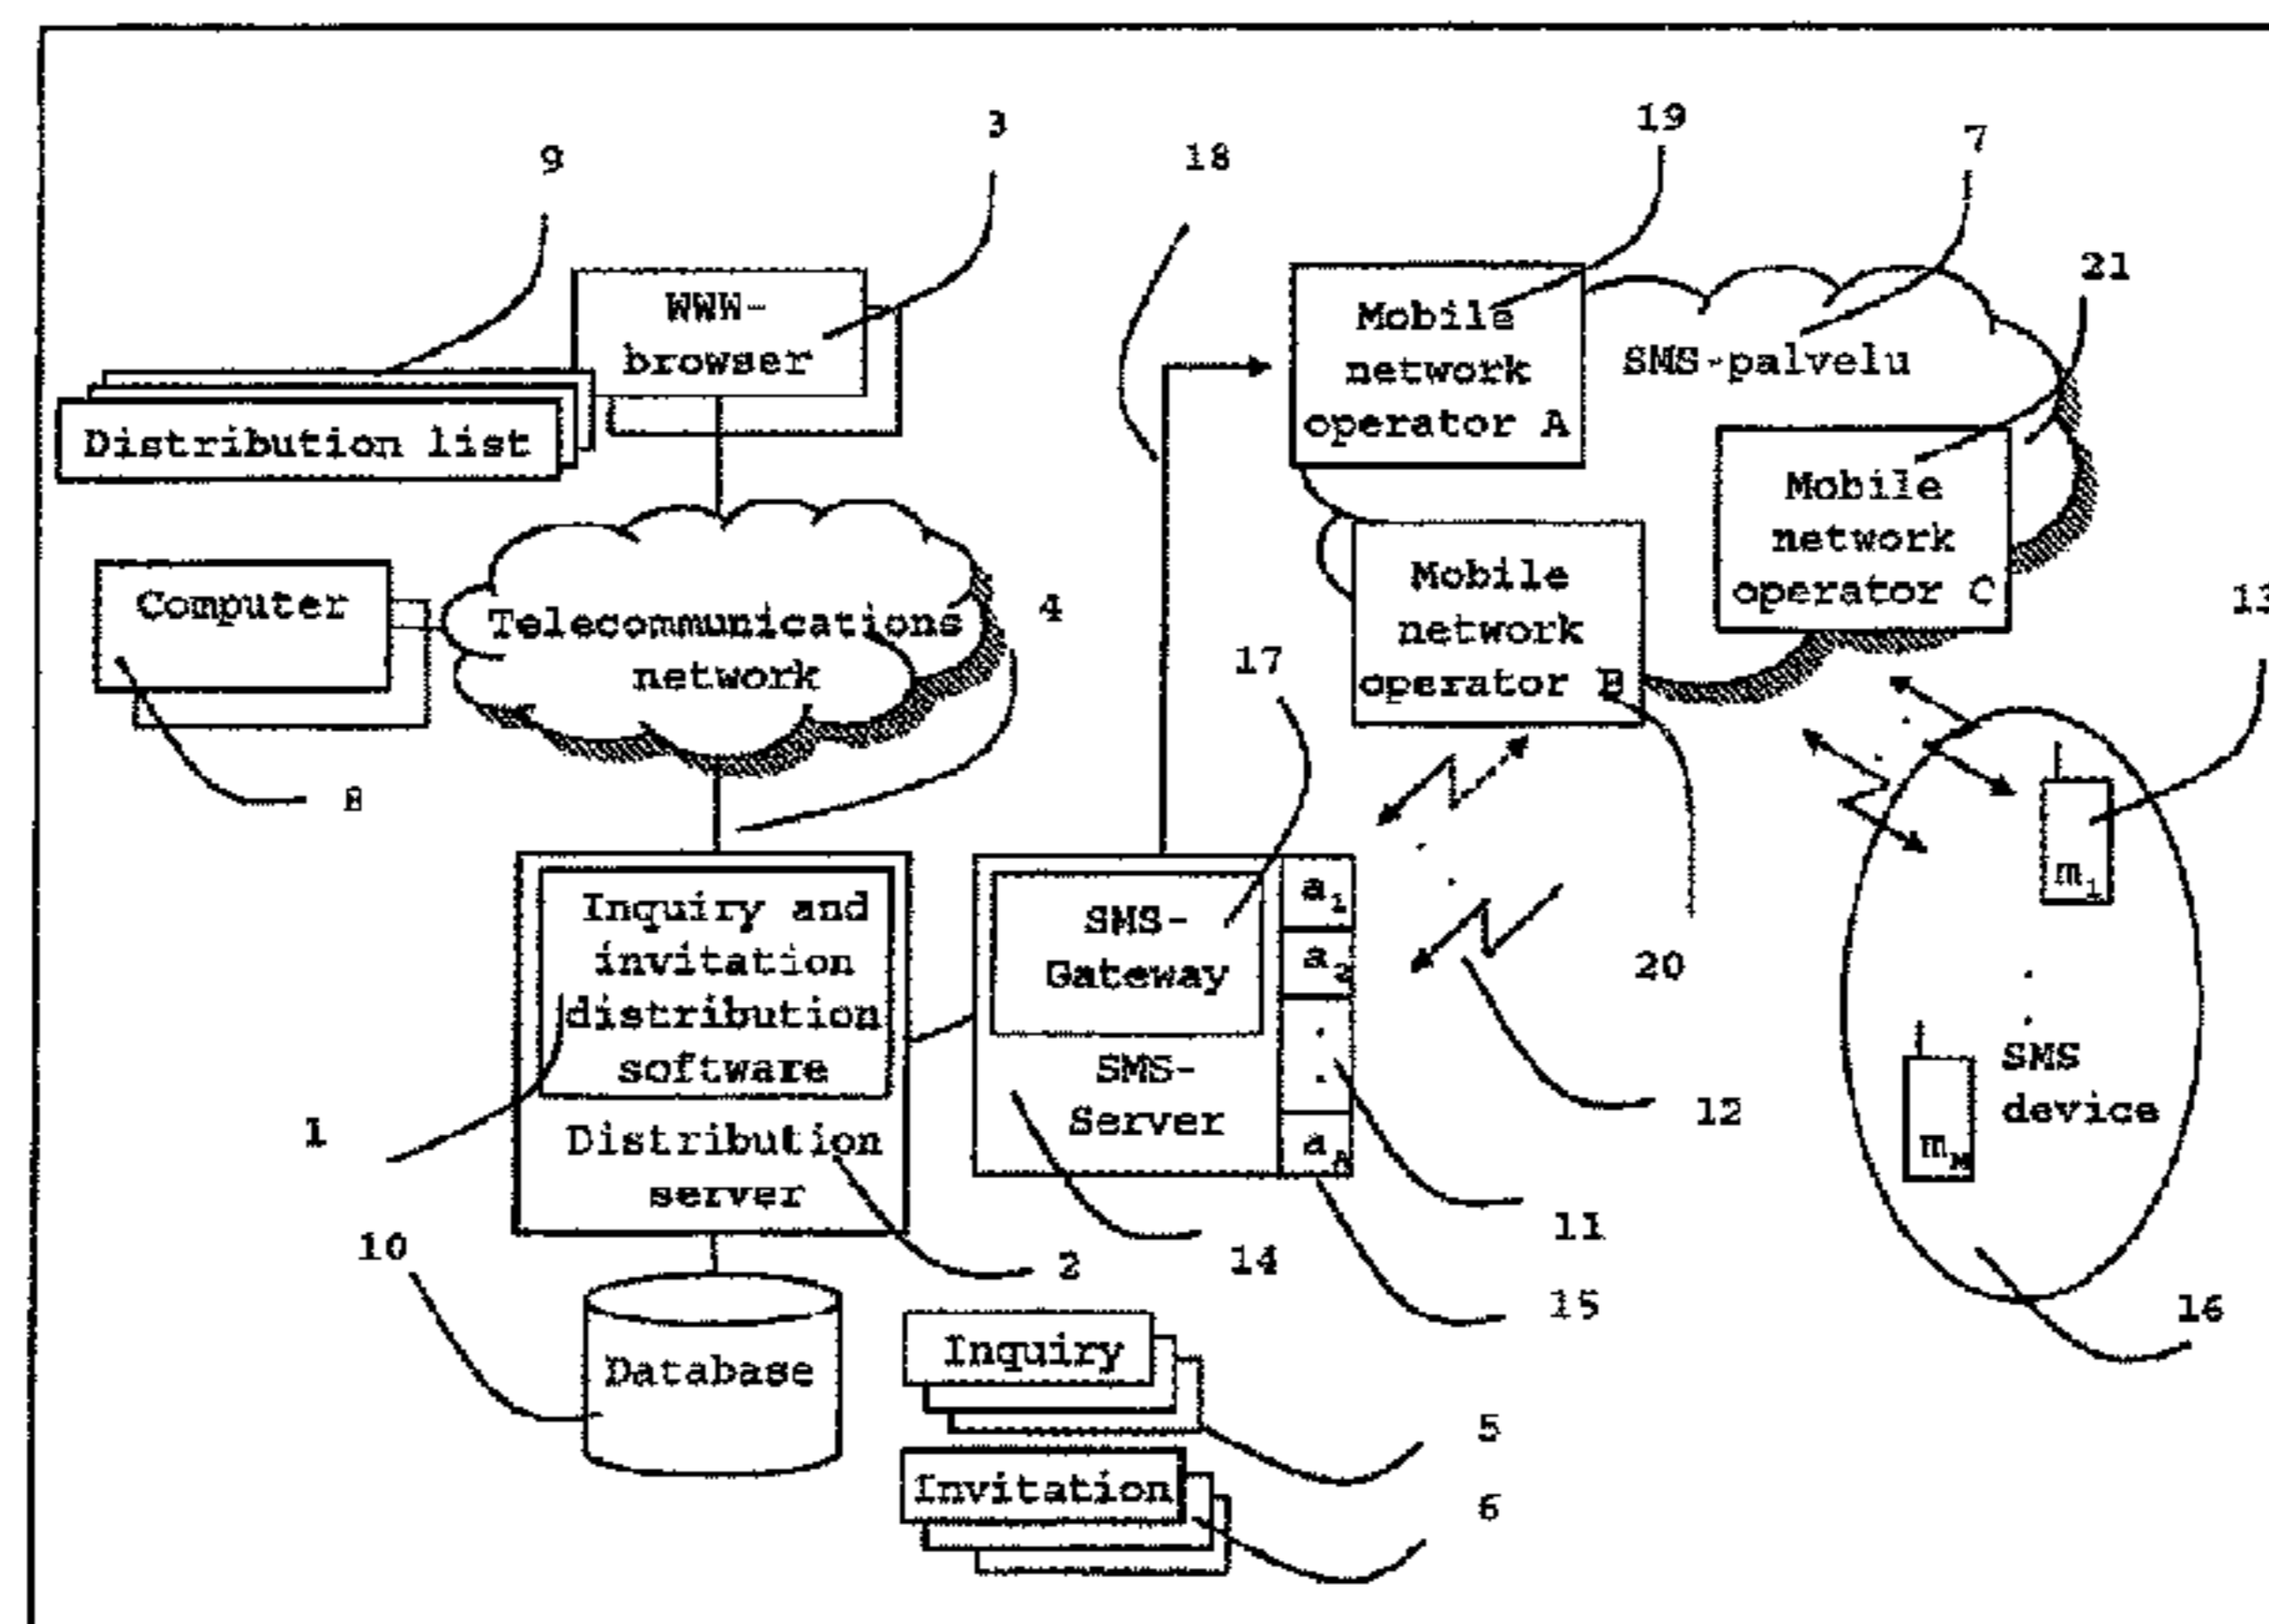 9
3
18
19
7
21
WWW-
browser
Distribution list
Mobile
network
operator A
SMS-palvelu
Mobile
network
operator C
Computer
Telecommunications
network
4
Mobile
network
operator B
17
13
8
Inquiry and
invitation
distribution
software
Distribution
server
1
SMS-
Gateway
SMS-
Server
a1
a2
.
.
20
12
m1
.
.
SMS
device
mM
10
2
14
11
15
16
Database
Inquiry
5
Invitation
6